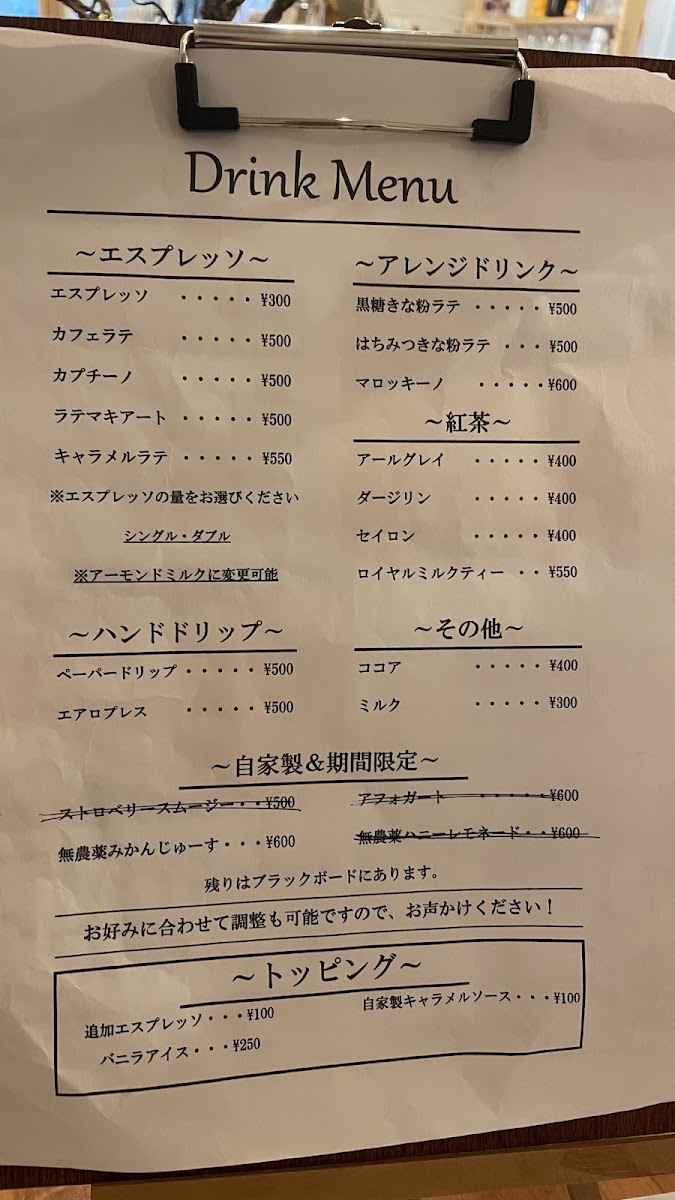 Drink Menu
～エスプレッソ～
エスプレッソ ・・・・・ ¥300
カフェラテ ・・・・・ ¥500
カプチーノ ・・・・・ ¥500
ラテマキアート ・・・・・ ¥500
キャラメルラテ ・・・・・ ¥550
※エスプレッソの量をお選びください
シングル・ダブル
※アーモンドミルクに変更可能
～ハンドドリップ～
ペーパードリップ ・・・・・ ¥500
エアロプレス ・・・・・ ¥500
～アレンジドリンク～
黒糖きな粉ラテ ・・・・・ ¥500
はちみつきな粉ラテ ・・・ ¥500
マロッキーノ ・・・・・ ¥600
～紅茶～
アールグレイ ・・・・・ ¥400
ダージリン ・・・・・ ¥400
セイロン ・・・・・ ¥400
ロイヤルミルクティー ・・ ¥550
～その他～
ココア ・・・・・ ¥400
ミルク ・・・・・ ¥300
～自家製＆期間限定～
ストロベリースムージー・・¥500
無農薬みかんじゅーす・・・¥600
アフォガート ・・・・・¥600
無農薬ハニーレモネード・・¥600
残りはブラックボードにあります。
お好みに合わせて調整も可能ですので、お声かけください！
～トッピング～
追加エスプレッソ・・・¥100
バニラアイス・・・¥250
自家製キャラメルソース・・・¥100